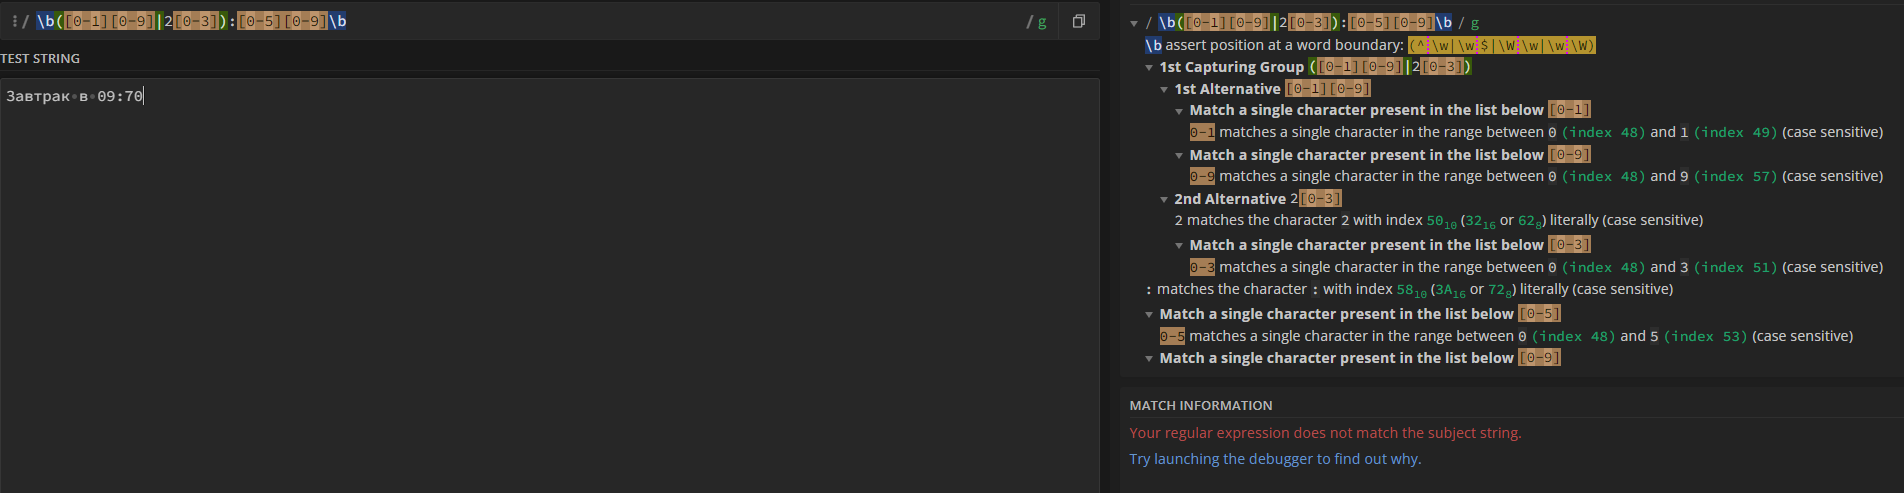 / \b([0-1][0-9]|2[0-3]):[0-5][0-9]\b / g
TEST STRING
Завтрак·в·09:70
/ \b([0-1][0-9]|2[0-3]):[0-5][0-9]\b / g
\b assert position at a word boundary: (^\w|\w$|\W\w|\w\W)
1st Capturing Group ([0-1][0-9]|2[0-3])
1st Alternative [0-1][0-9]
Match a single character present in the list below [0-1]
0-1 matches a single character in the range between 0 (index 48) and 1 (index 49) (case sensitive)
Match a single character present in the list below [0-9]
0-9 matches a single character in the range between 0 (index 48) and 9 (index 57) (case sensitive)
2nd Alternative 2[0-3]
2 matches the character 2 with index 50₁₀ (32₁₆ or 62₈) literally (case sensitive)
Match a single character present in the list below [0-3]
0-3 matches a single character in the range between 0 (index 48) and 3 (index 51) (case sensitive)
: matches the character : with index 58₁₀ (3A₁₆ or 72₈) literally (case sensitive)
Match a single character present in the list below [0-5]
0-5 matches a single character in the range between 0 (index 48) and 5 (index 53) (case sensitive)
Match a single character present in the list below [0-9]
MATCH INFORMATION
Your regular expression does not match the subject string.
Try launching the debugger to find out why.